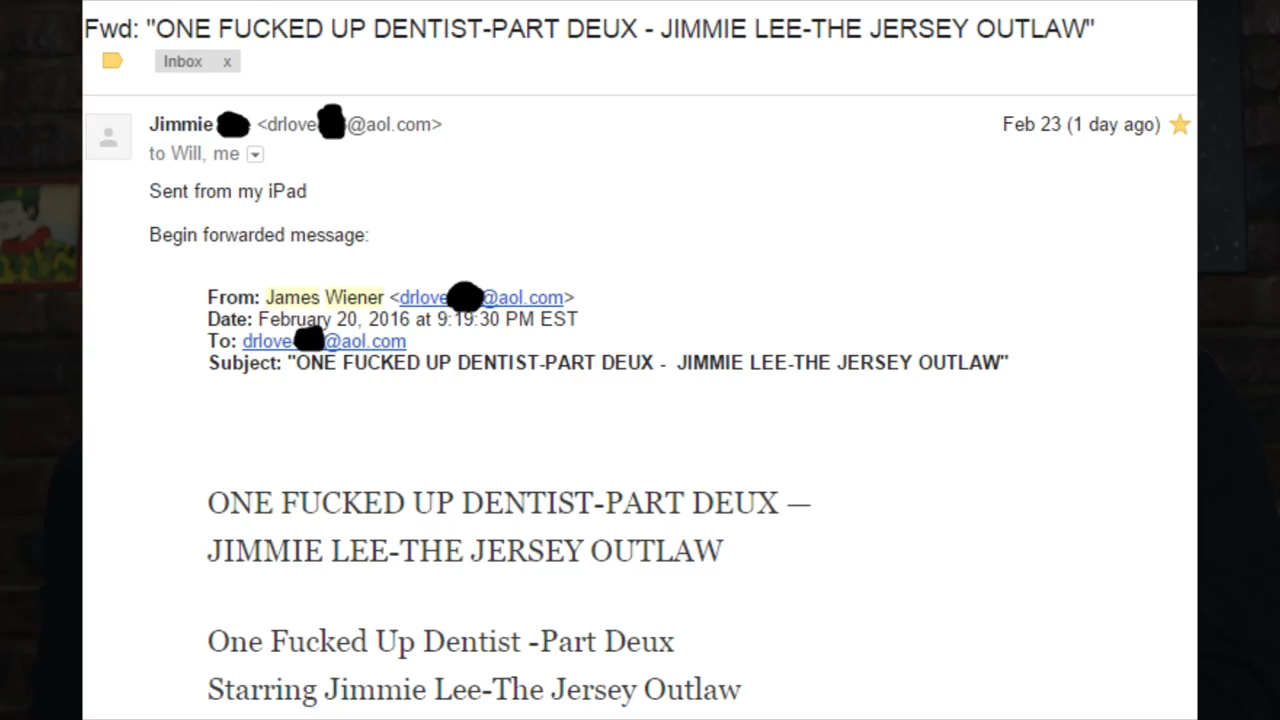 Fwd: "ONE FUCKED UP DENTIST-PART DEUX - JIMMIE LEE-THE JERSEY OUTLAW"
Inbox x
Jimmie <drlove @aol.com> Feb 23 (1 day ago)
to Will, me
Sent from my iPad
Begin forwarded message:
From: James Wiener <drlove @aol.com>
Date: February 20, 2016 at 9:19:30 PM EST
To: drlove @aol.com
Subject: "ONE FUCKED UP DENTIST-PART DEUX - JIMMIE LEE-THE JERSEY OUTLAW"
ONE FUCKED UP DENTIST-PART DEUX —
JIMMIE LEE-THE JERSEY OUTLAW
One Fucked Up Dentist -Part Deux
Starring Jimmie Lee-The Jersey Outlaw